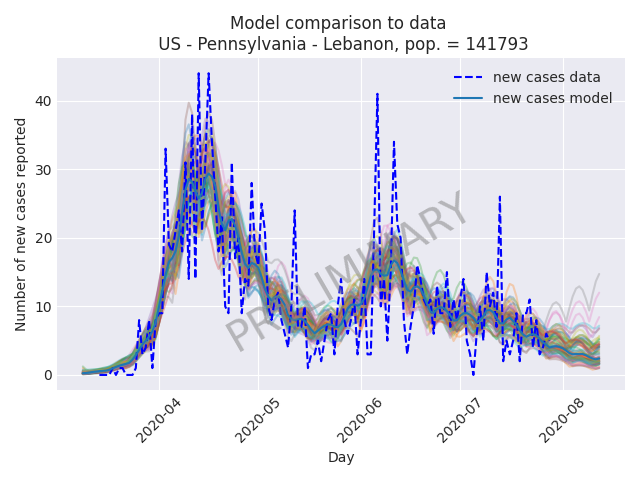 Model comparison to data
US - Pennsylvania - Lebanon, pop. = 141793
new cases data
new cases model
PRELIMINARY
Number of new cases reported
40
30
20
10
0
2020-04
2020-05
2020-06
2020-07
2020-08
Day